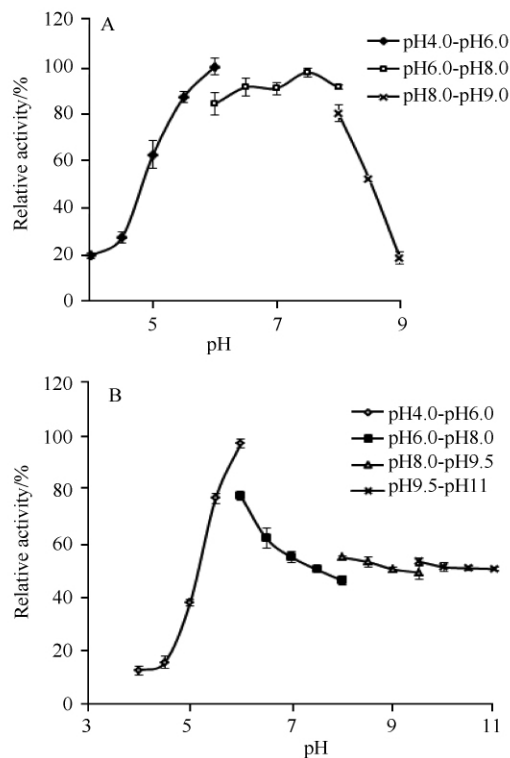 A
120
100
80
60
40
20
0
Relative activity/%
5
7
9
pH
pH4.0-pH6.0
pH6.0-pH8.0
pH8.0-pH9.0
B
120
100
80
60
40
20
0
Relative activity/%
3
5
7
9
11
pH
pH4.0-pH6.0
pH6.0-pH8.0
pH8.0-pH9.5
pH9.5-pH11